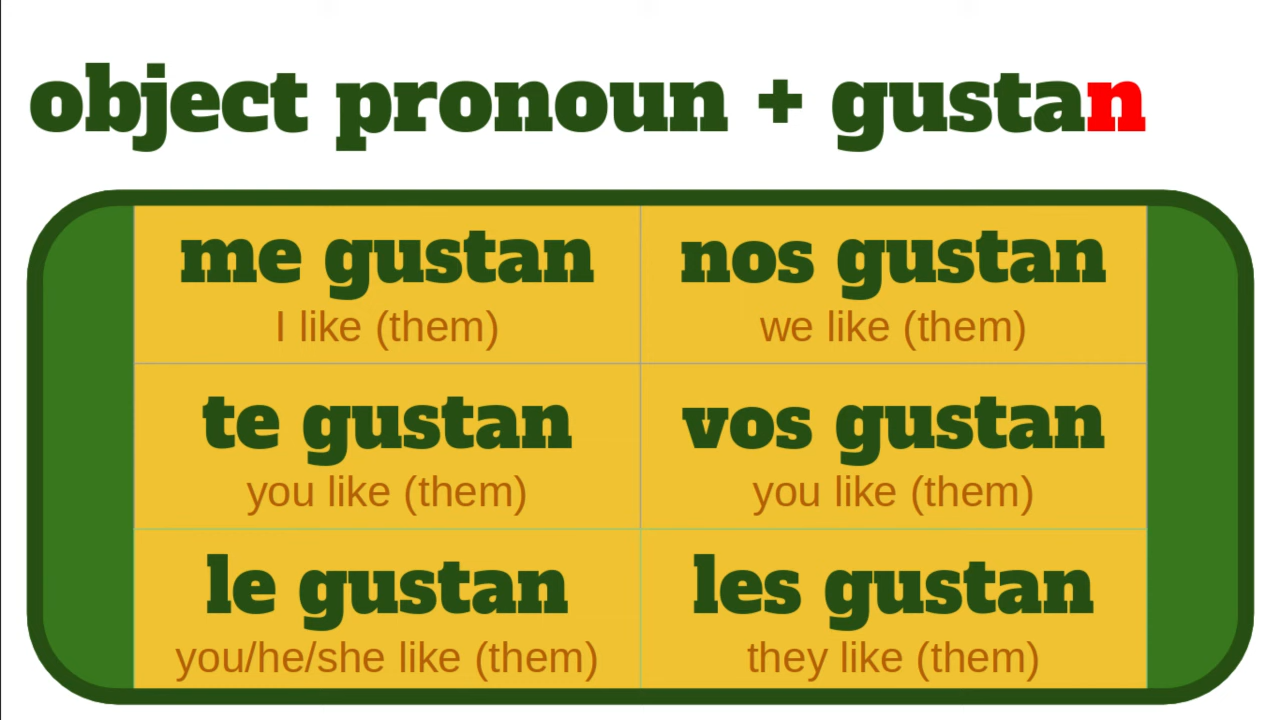 object pronoun + gustan
me gustan
I like (them)
nos gustan
we like (them)
te gustan
you like (them)
vos gustan
you like (them)
le gustan
you/he/she like (them)
les gustan
they like (them)